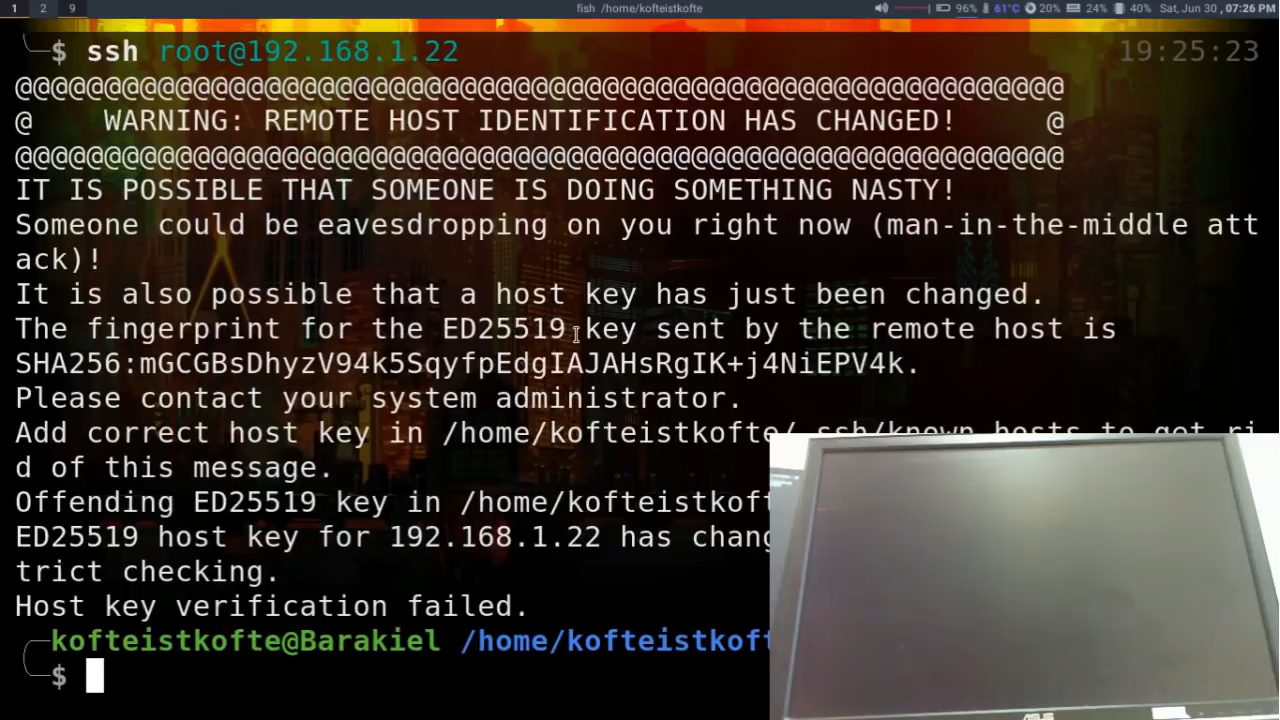 1 2 9 fish /home/kofteistkofte 96% 61°C 20% 24% 40% Sat, Jun 30 , 07:26 PM
$ ssh root@192.168.1.22 19:25:23
@@@@@@@@@@@@@@@@@@@@@@@@@@@@@@@@@@@@@@@@@@@@@@@@@@@@@@@@@@@
@    WARNING: REMOTE HOST IDENTIFICATION HAS CHANGED!     @
@@@@@@@@@@@@@@@@@@@@@@@@@@@@@@@@@@@@@@@@@@@@@@@@@@@@@@@@@@@
IT IS POSSIBLE THAT SOMEONE IS DOING SOMETHING NASTY!
Someone could be eavesdropping on you right now (man-in-the-middle att
ack)!
It is also possible that a host key has just been changed.
The fingerprint for the ED25519 key sent by the remote host is
SHA256:mGCGBsDhyzV94k5SqyfpEdgIAJAHsRgIK+j4NiEPV4k.
Please contact your system administrator.
Add correct host key in /home/kofteistkofte/.ssh/known_hosts to get ri
d of this message.
Offending ED25519 key in /home/kofteistkoft
ED25519 host key for 192.168.1.22 has chang
trict checking.
Host key verification failed.
kofteistkofte@Barakiel /home/kofteistkoft
$
ASUS